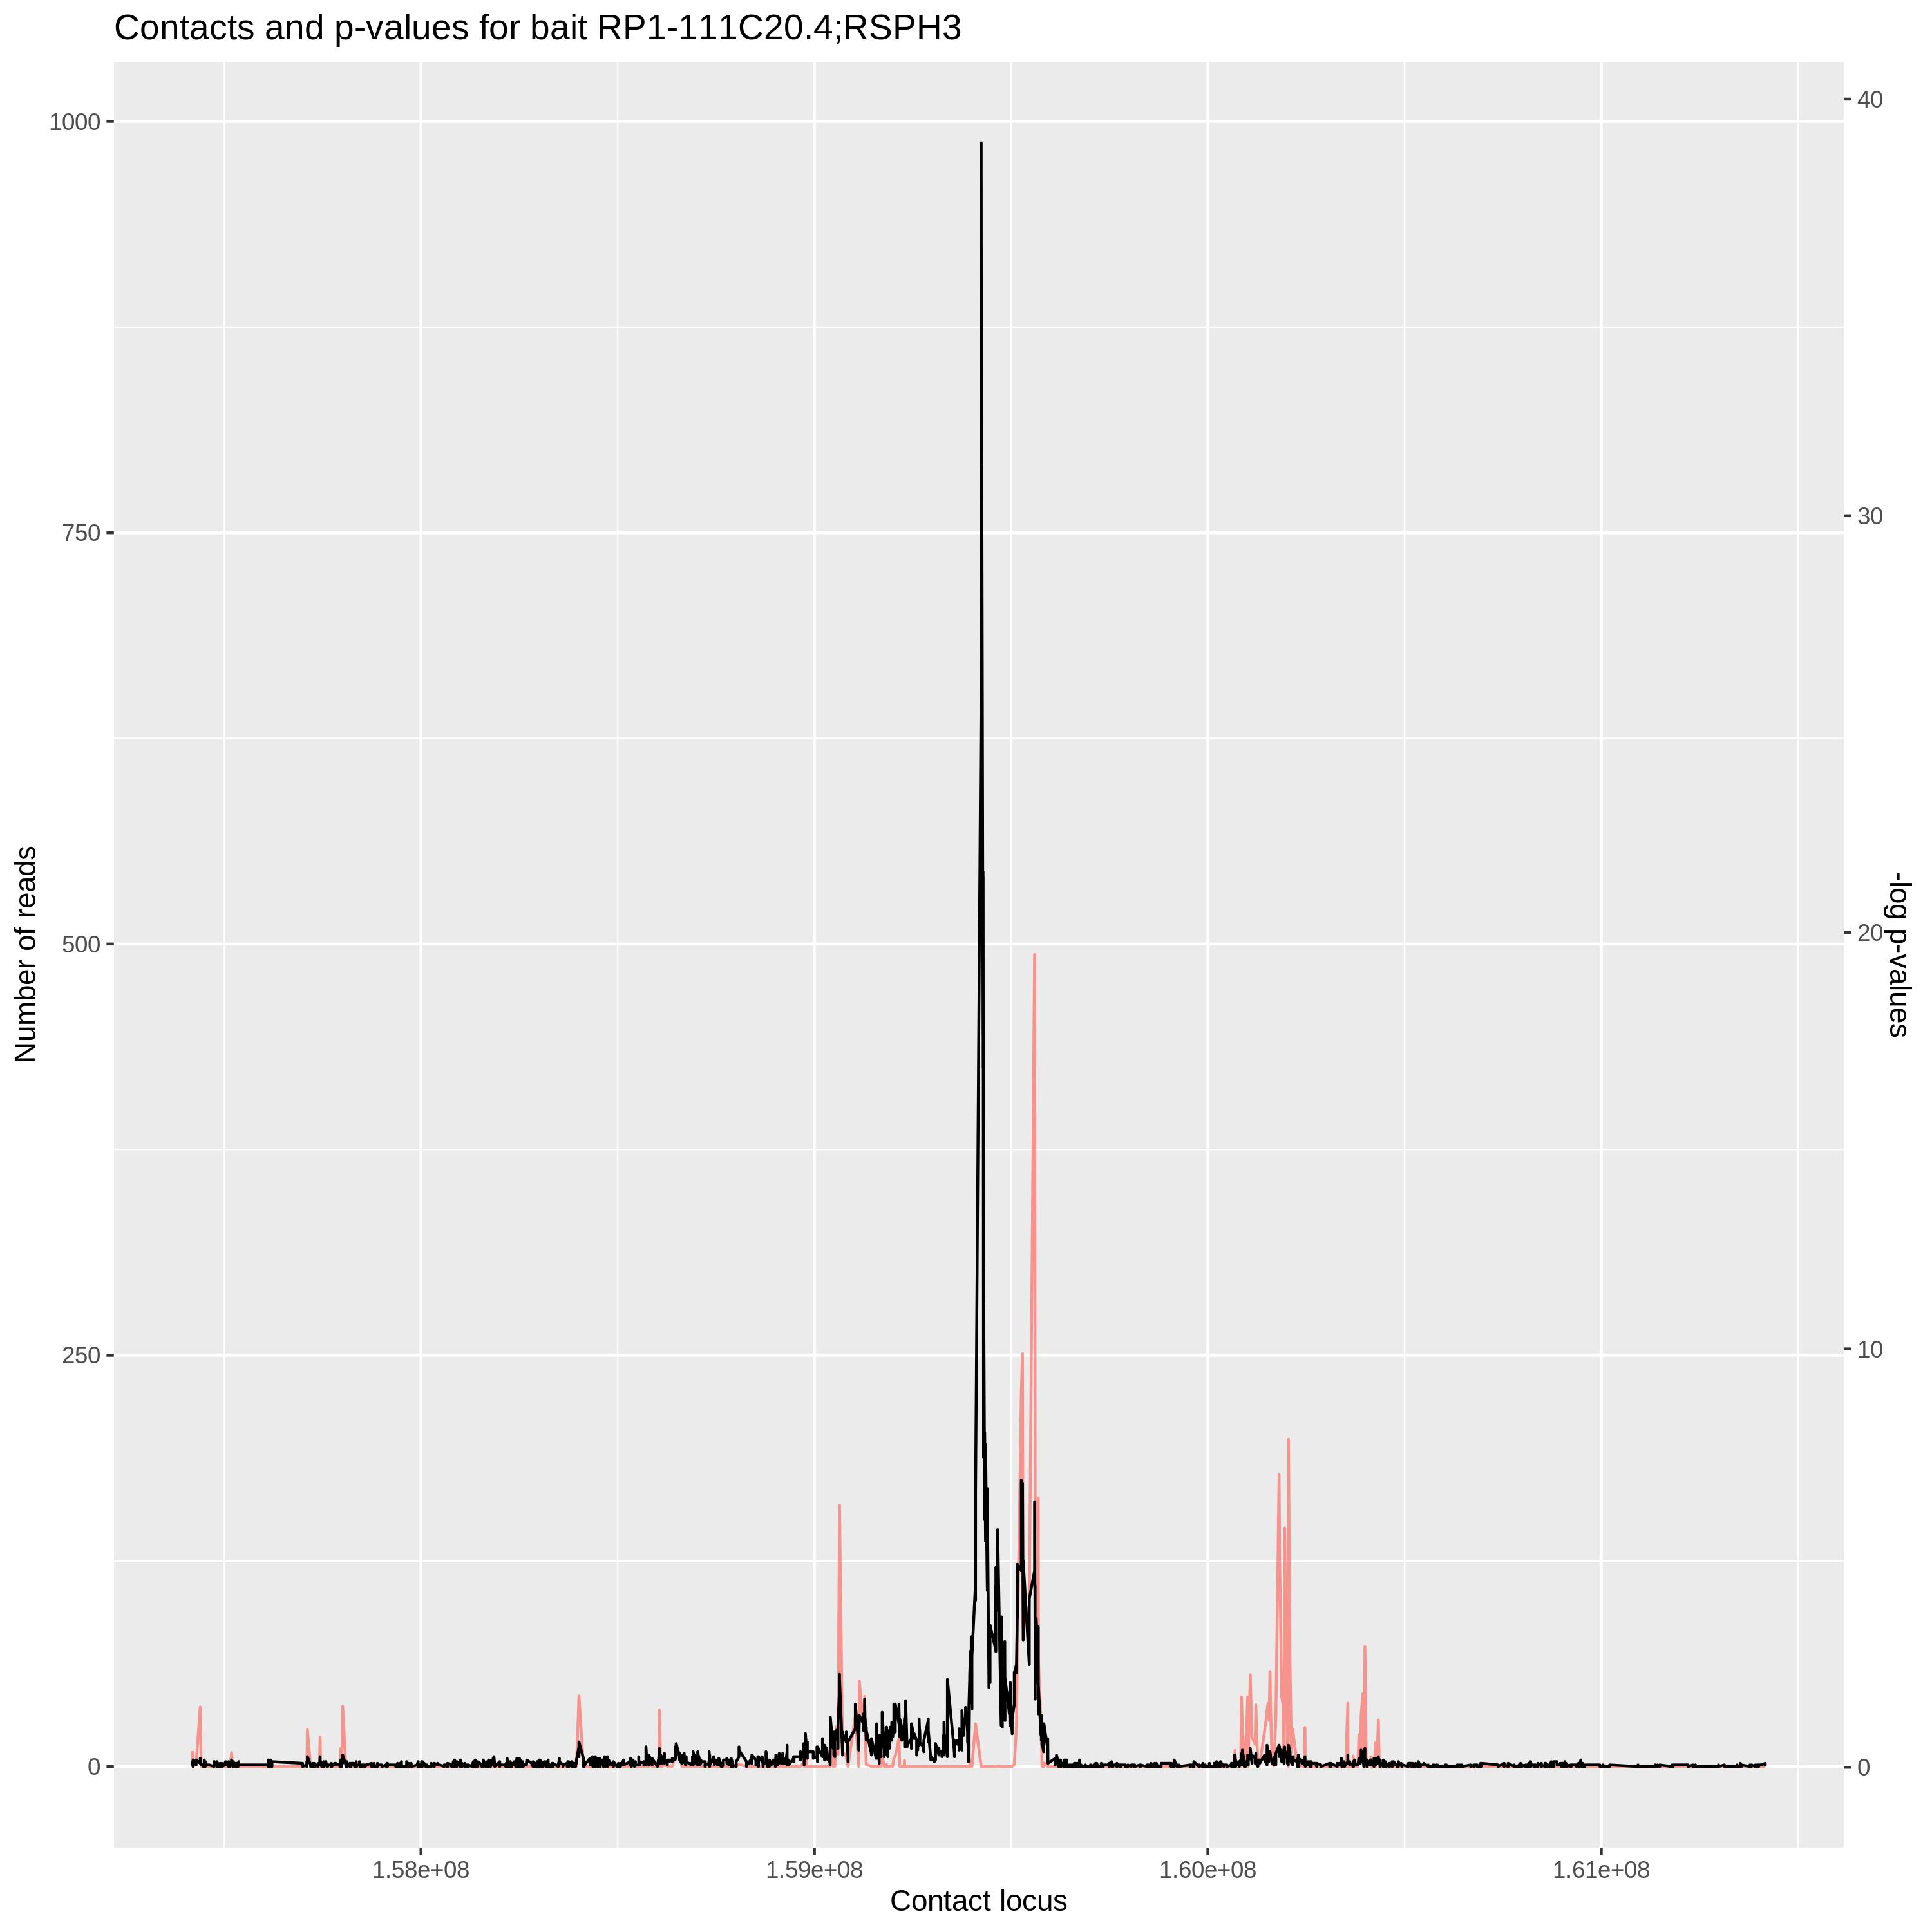 Contacts and p-values for bait RP1-111C20.4;RSPH3
1000
750
500
250
0
Number of reads
40
30
20
10
0
-log p-values
1.58e+08
1.59e+08
1.60e+08
1.61e+08
Contact locus